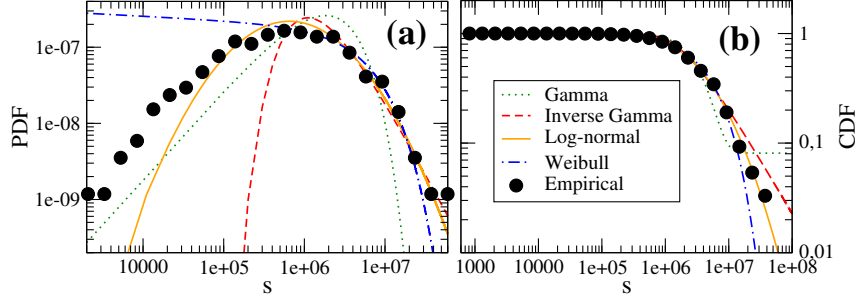 (a)
PDF
1e-07
1e-08
1e-09
10000
1e+05
1e+06
1e+07
s
(b)
CDF
1
0.1
0.01
1000
10000
1e+05
1e+06
1e+07
1e+08
s
Gamma
Inverse Gamma
Log-normal
Weibull
Empirical